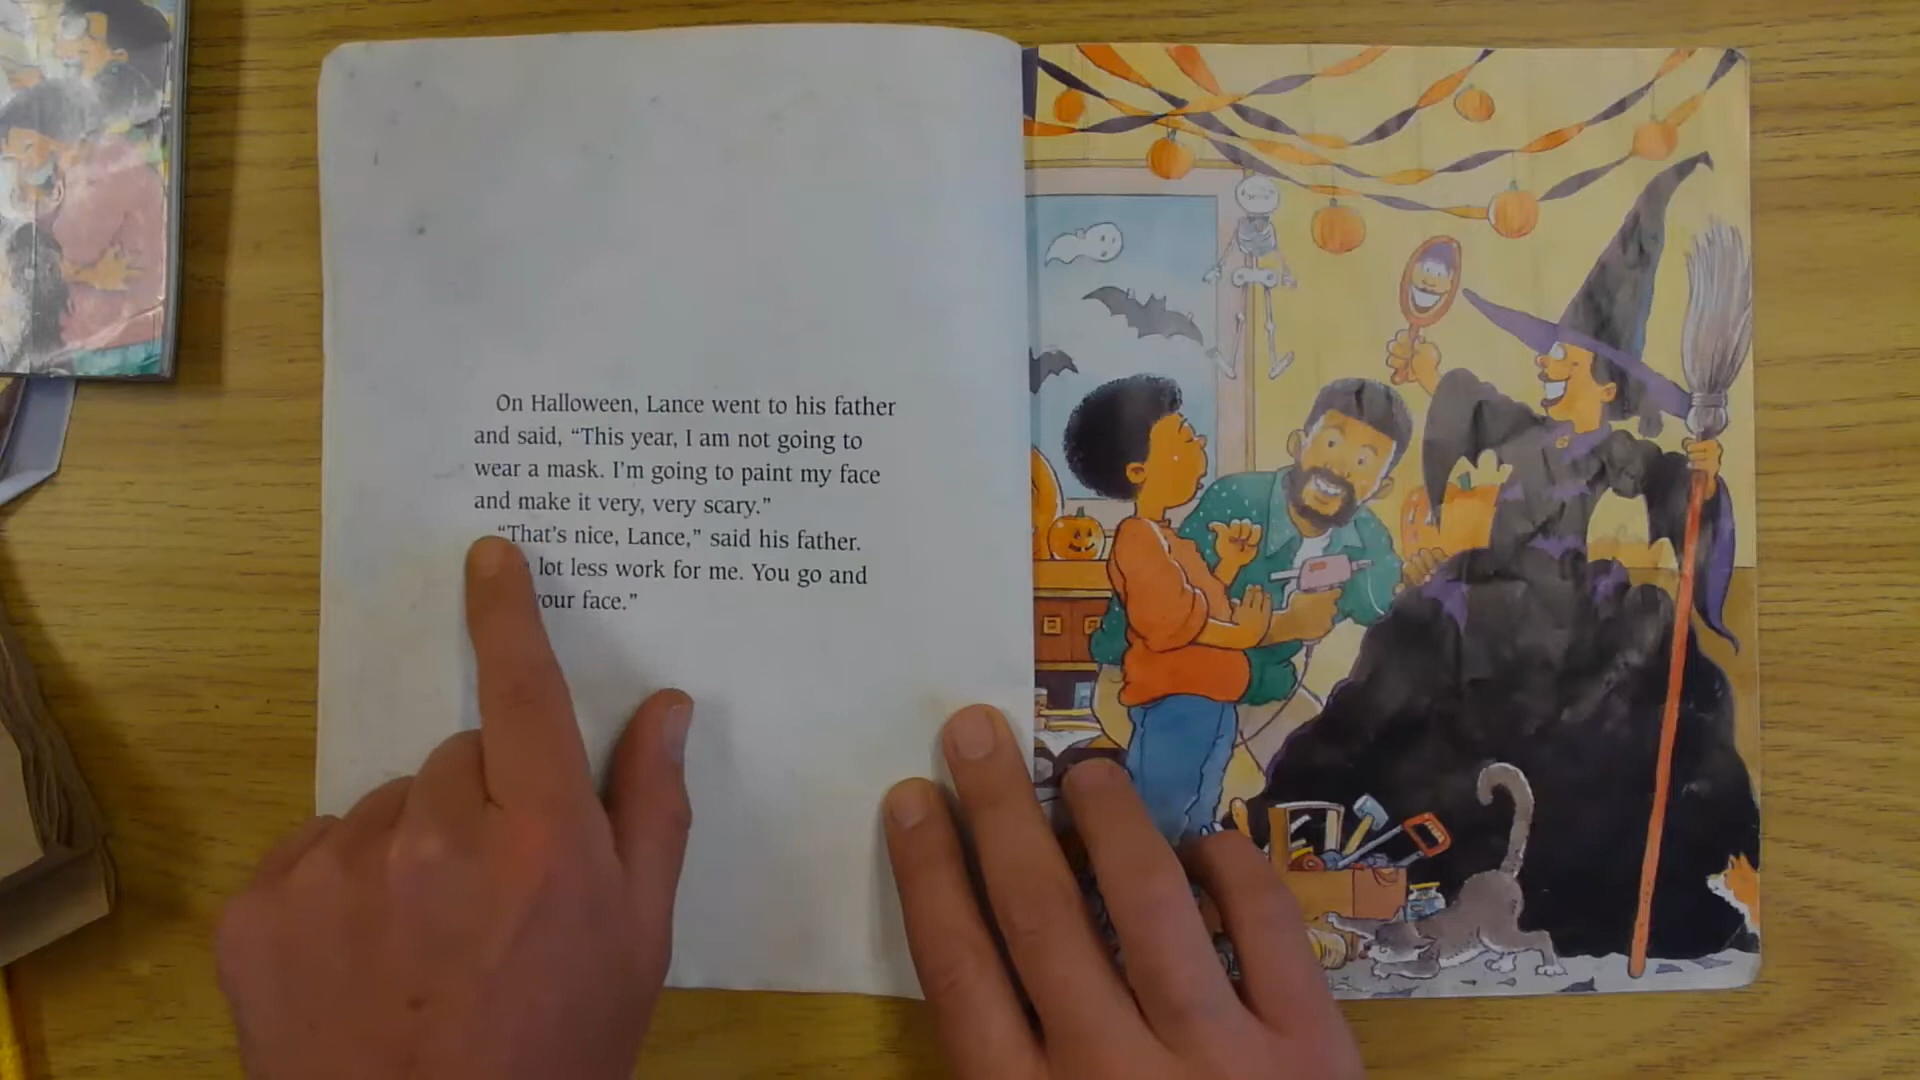 On Halloween, Lance went to his father
and said, “This year, I am not going to
wear a mask. I’m going to paint my face
and make it very, very scary.”
“That’s nice, Lance,” said his father.
lot less work for me. You go and
your face.”